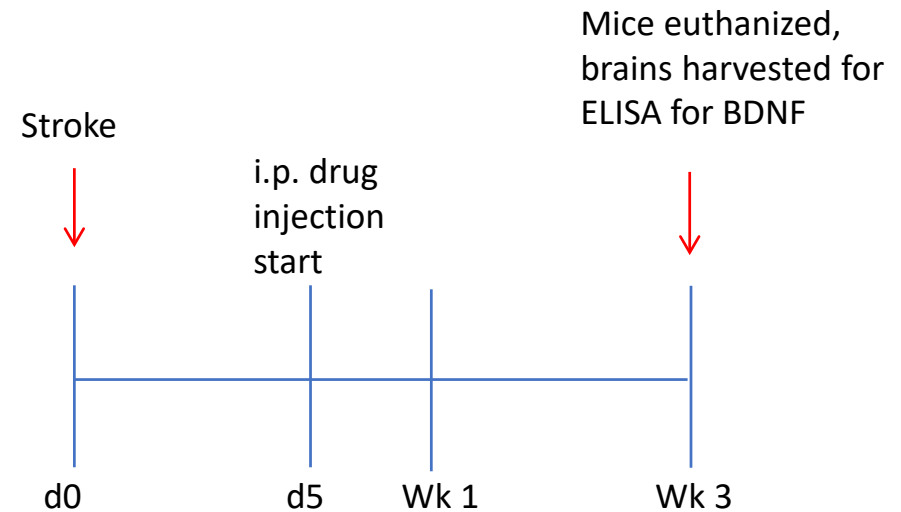 Stroke
i.p. drug
injection
start
Mice euthanized,
brains harvested for
ELISA for BDNF
d0
d5
Wk 1
Wk 3